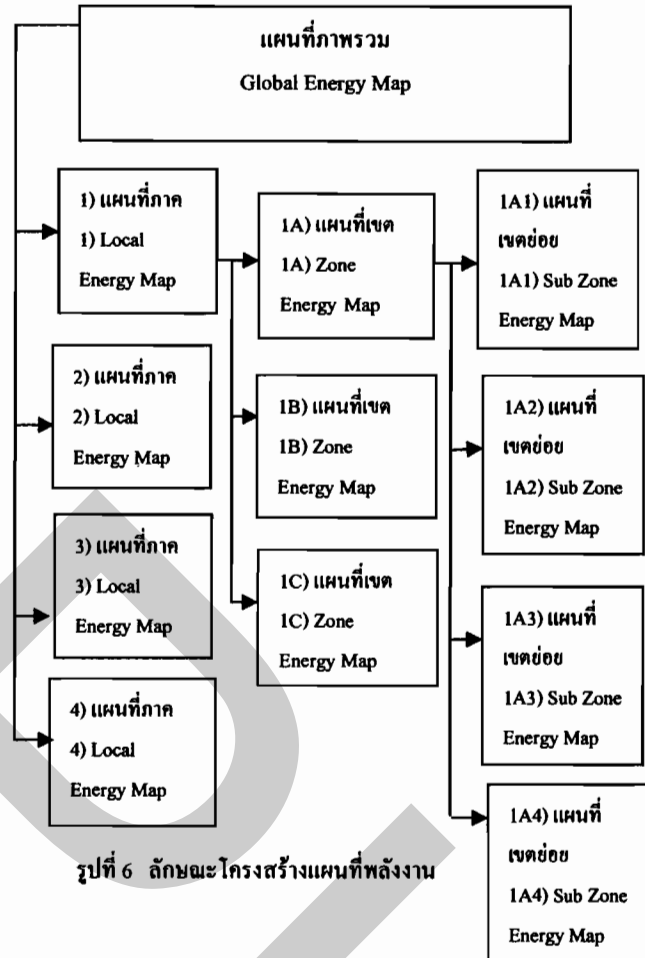 แผนที่ภาพรวม
Global Energy Map
1) แผนที่ภาค
1) Local
Energy Map
2) แผนที่ภาค
2) Local
Energy Map
3) แผนที่ภาค
3) Local
Energy Map
4) แผนที่ภาค
4) Local
Energy Map
1A) แผนที่เขต
1A) Zone
Energy Map
1B) แผนที่เขต
1B) Zone
Energy Map
1C) แผนที่เขต
1C) Zone
Energy Map
1A1) แผนที่
เขตย่อย
1A1) Sub Zone
Energy Map
1A2) แผนที่
เขตย่อย
1A2) Sub Zone
Energy Map
1A3) แผนที่
เขตย่อย
1A3) Sub Zone
Energy Map
1A4) แผนที่
เขตย่อย
1A4) Sub Zone
Energy Map
รูปที่ 6 ลักษณะโครงสร้างแผนที่พลังงาน